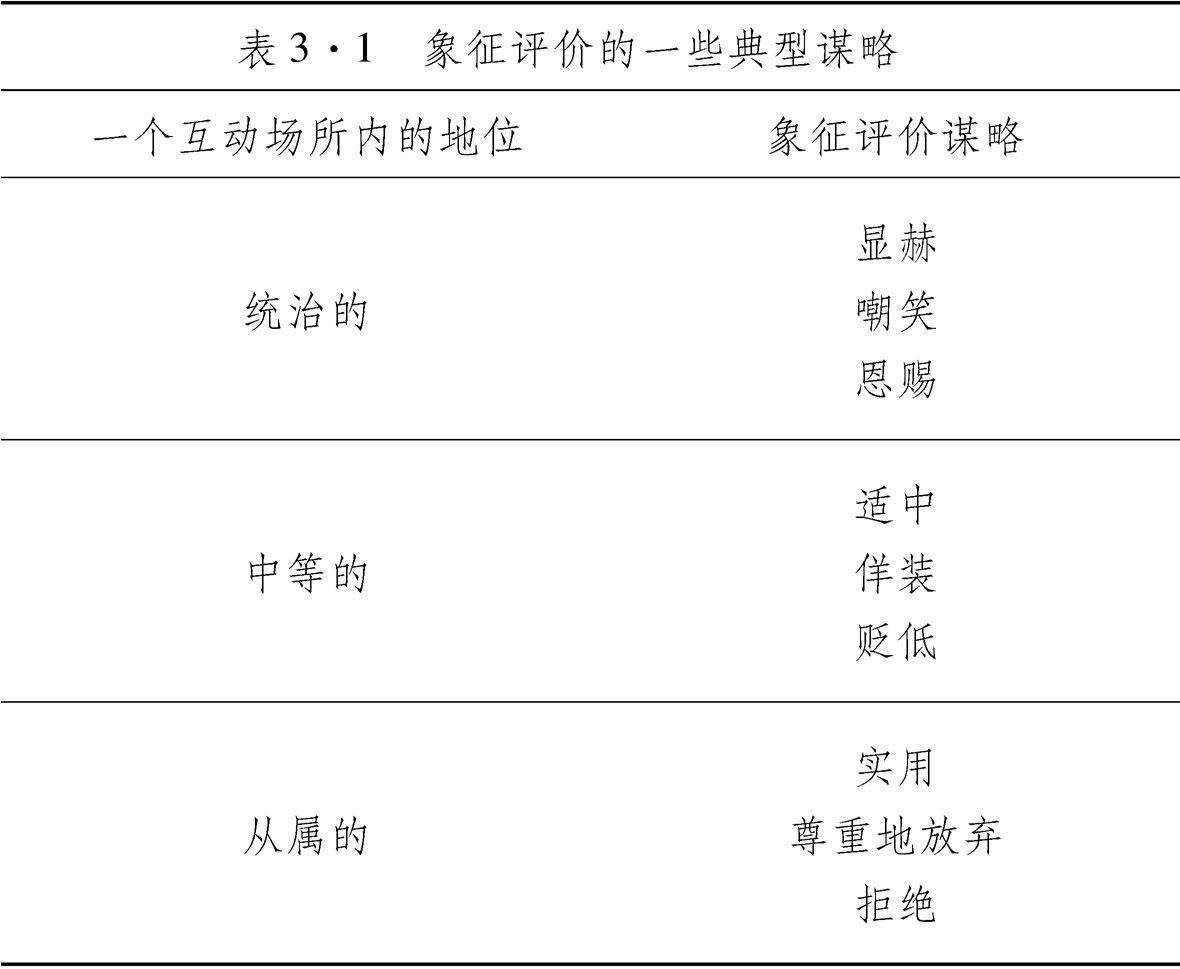 表3·1 象征评价的一些典型谋略
一个互动场所内的地位 象征评价谋略
统治的
显赫
嘲笑
恩赐
中等的
适中
佯装
贬低
从属的
实用
尊重地放弃
拒绝